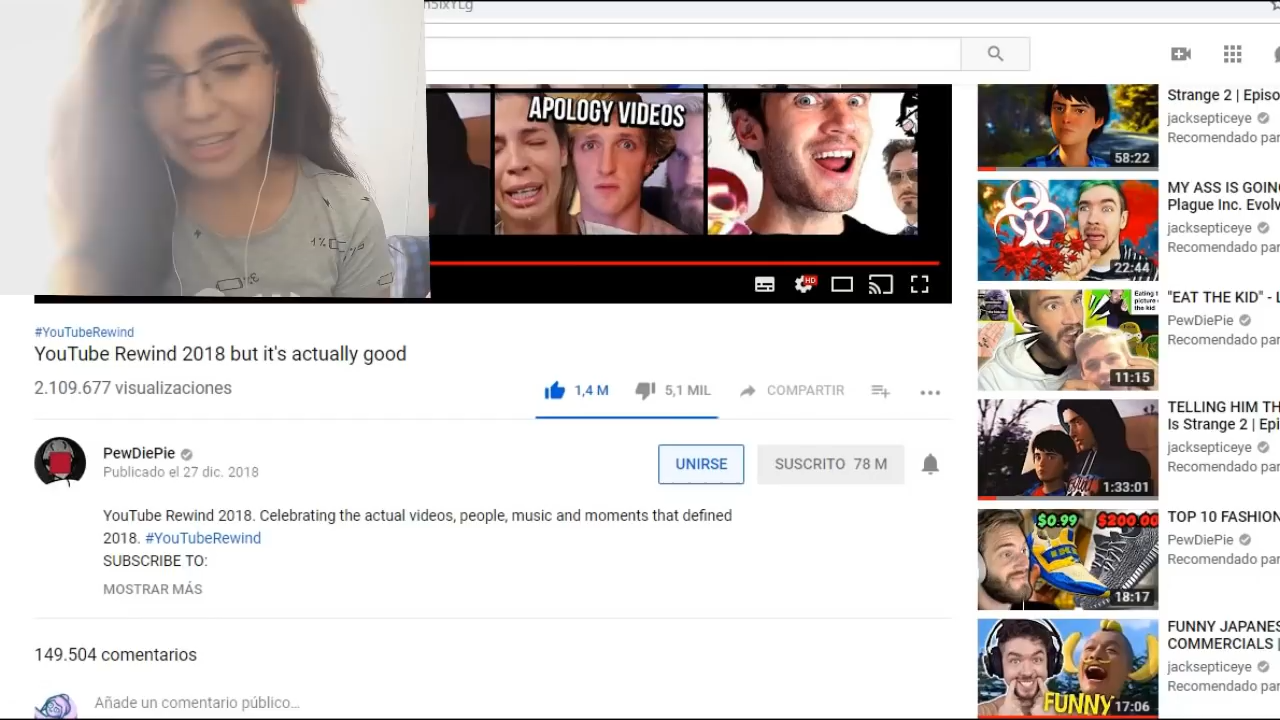 APOLOGY VIDEOS
HD
#YouTubeRewind
YouTube Rewind 2018 but it's actually good
2.109.677 visualizaciones
1,4 M
5,1 MIL
COMPARTIR
PewDiePie
Publicado el 27 dic. 2018
UNIRSE
SUSCRITO 78 M
YouTube Rewind 2018. Celebrating the actual videos, people, music and moments that defined
2018. #YouTubeRewind
SUBSCRIBE TO:
MOSTRAR MÁS
149.504 comentarios
Añade un comentario público...
Strange 2 | Episo
jacksepticeye
Recomendado par
58:22
MY ASS IS GOING
Plague Inc. Evolv
jacksepticeye
Recomendado par
22:44
"EAT THE KID" - L
PewDiePie
Recomendado par
Eating t
picture
the kid
11:15
TELLING HIM TH
Is Strange 2 | Epi
jacksepticeye
Recomendado par
1:33:01
TOP 10 FASHION
PewDiePie
Recomendado par
$0.99 $200.00
18:17
FUNNY JAPANES
COMMERCIALS |
jacksepticeye
Recomendado par
FUNNY
17:06